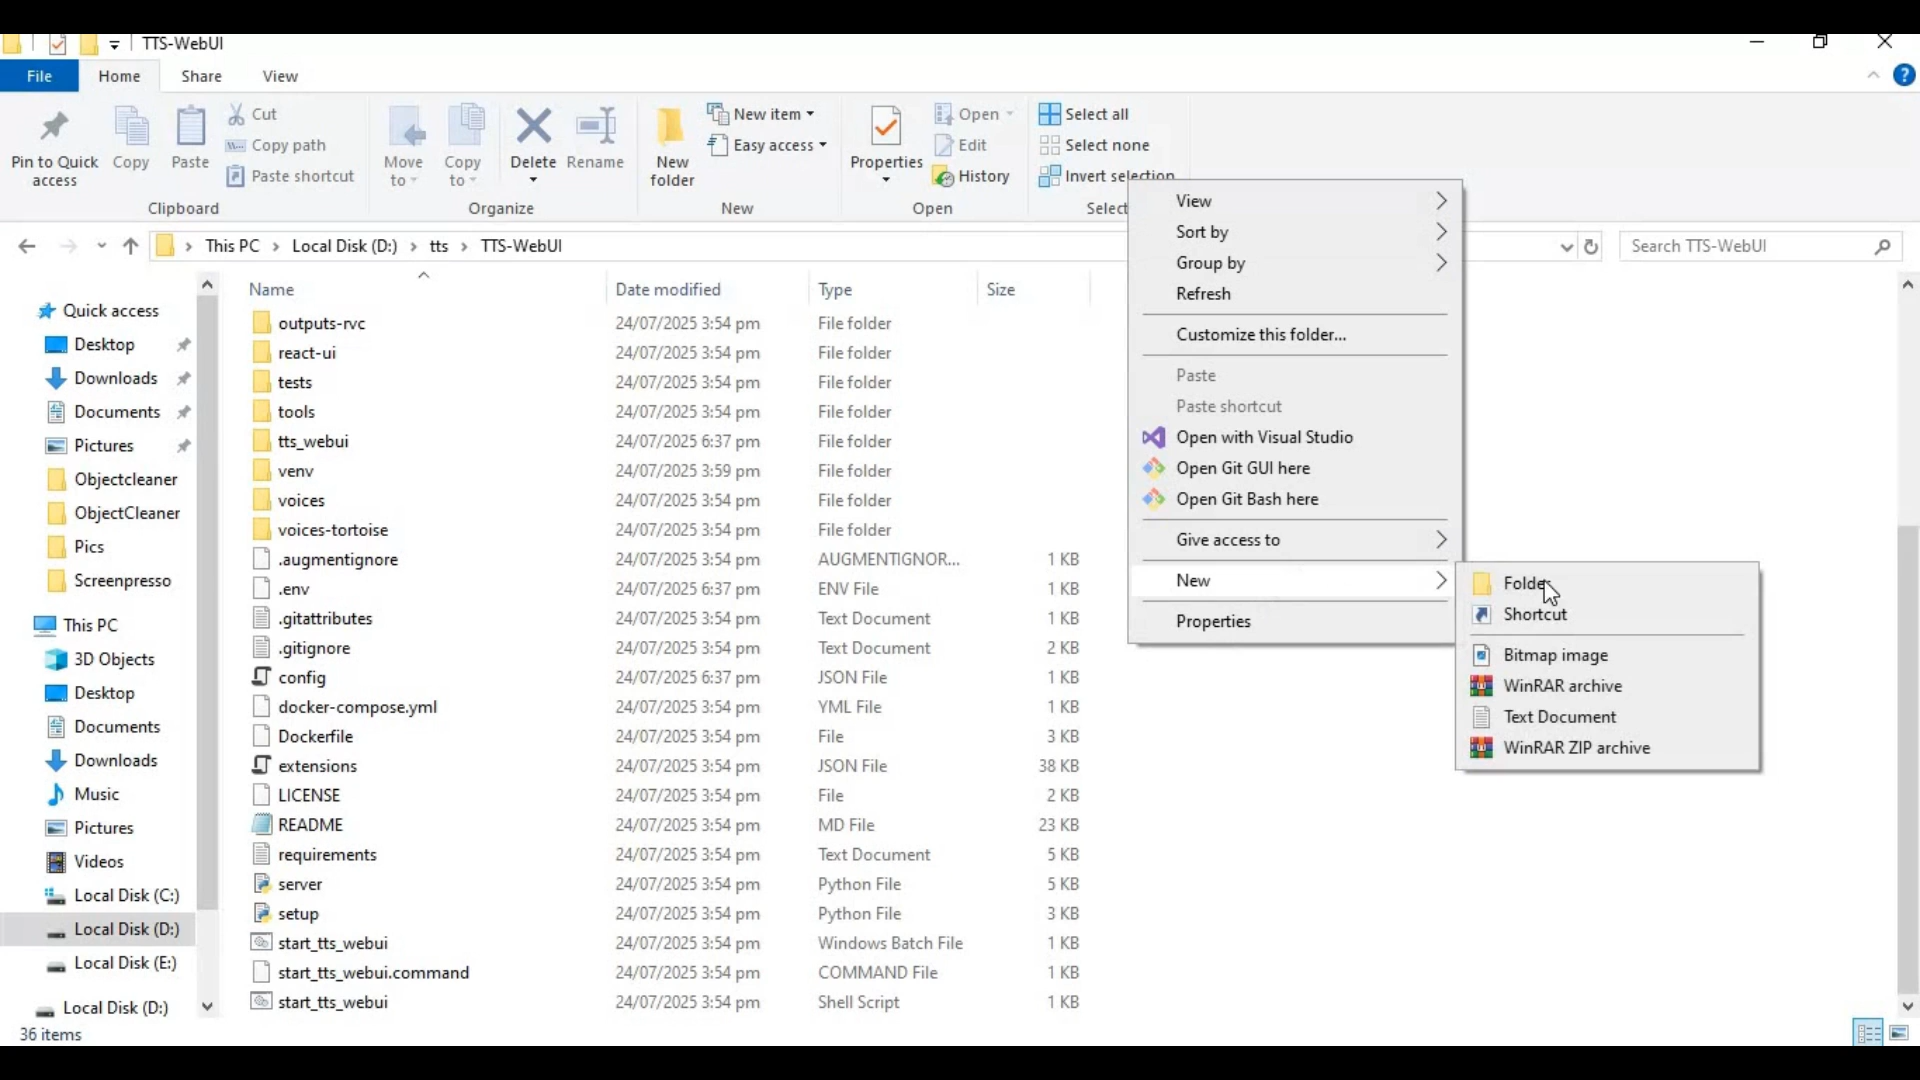 TTS-WebUI
File
Home
Share
View
?
Pin to Quick
access
Copy
Paste
Cut
Copy path
Paste shortcut
Clipboard
Move
to
Copy
to
Delete
Rename
Organize
New
folder
New item
Easy access
New
Properties
Open
Edit
History
Open
Select all
Select none
Invert selection
Select
This PC
Local Disk (D:)
tts
TTS-WebUI
Search TTS-WebUI
Name
Date modified
Type
Size
Quick access
Desktop
Downloads
Documents
Pictures
Objectcleaner
ObjectCleaner
Pics
Screenpresso
This PC
3D Objects
Desktop
Documents
Downloads
Music
Pictures
Videos
Local Disk (C:)
Local Disk (D:)
Local Disk (E:)
Local Disk (D:)
outputs-rvc 24/07/2025 3:54 pm File folder
react-ui 24/07/2025 3:54 pm File folder
tests 24/07/2025 3:54 pm File folder
tools 24/07/2025 3:54 pm File folder
tts_webui 24/07/2025 6:37 pm File folder
venv 24/07/2025 3:59 pm File folder
voices 24/07/2025 3:54 pm File folder
voices-tortoise 24/07/2025 3:54 pm File folder
.augmentignore 24/07/2025 3:54 pm AUGMENTIGNOR... 1 KB
.env 24/07/2025 6:37 pm ENV File 1 KB
.gitattributes 24/07/2025 3:54 pm Text Document 1 KB
.gitignore 24/07/2025 3:54 pm Text Document 2 KB
config 24/07/2025 6:37 pm JSON File 1 KB
docker-compose.yml 24/07/2025 3:54 pm YML File 1 KB
Dockerfile 24/07/2025 3:54 pm File 3 KB
extensions 24/07/2025 3:54 pm JSON File 38 KB
LICENSE 24/07/2025 3:54 pm File 2 KB
README 24/07/2025 3:54 pm MD File 23 KB
requirements 24/07/2025 3:54 pm Text Document 5 KB
server 24/07/2025 3:54 pm Python File 5 KB
setup 24/07/2025 3:54 pm Python File 3 KB
start_tts_webui 24/07/2025 3:54 pm Windows Batch File 1 KB
start_tts_webui.command 24/07/2025 3:54 pm COMMAND File 1 KB
start_tts_webui 24/07/2025 3:54 pm Shell Script 1 KB
View
Sort by
Group by
Refresh
Customize this folder...
Paste
Paste shortcut
Open with Visual Studio
Open Git GUI here
Open Git Bash here
Give access to
New
Properties
Folder
Shortcut
Bitmap image
WinRAR archive
Text Document
WinRAR ZIP archive
36 items